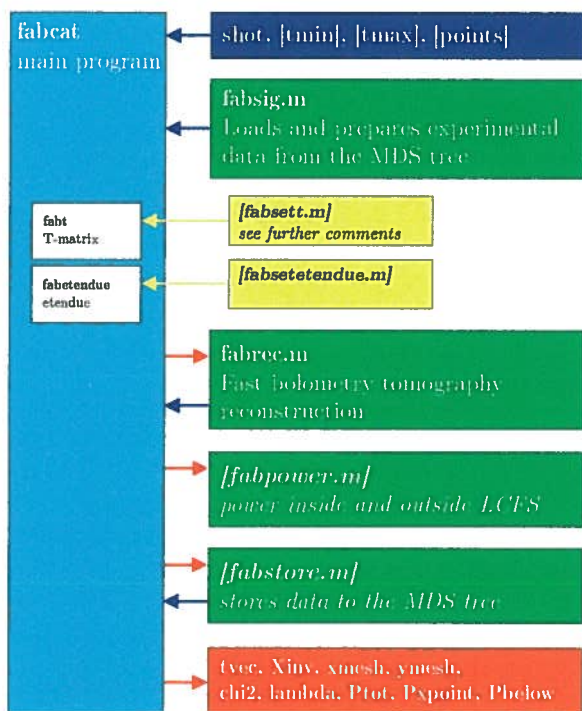 fabcat
main program
shot, [tmin], [tmax], [points]
fabsig.m
Loads and prepares experimental
data from the MDS tree
fabt
T-matrix
[fabsett.m]
see further comments
fabetendue
etendue
[fabsetetendue.m]
fabrec.m
Fast bolometry tomography
reconstruction
[fabpower.m]
power inside and outside LCFS
[fabstore.m]
stores data to the MDS tree
tvec, Xinv, xmesh, ymesh,
chi2, lambda, Ptot, Pxpoint, Pbelow